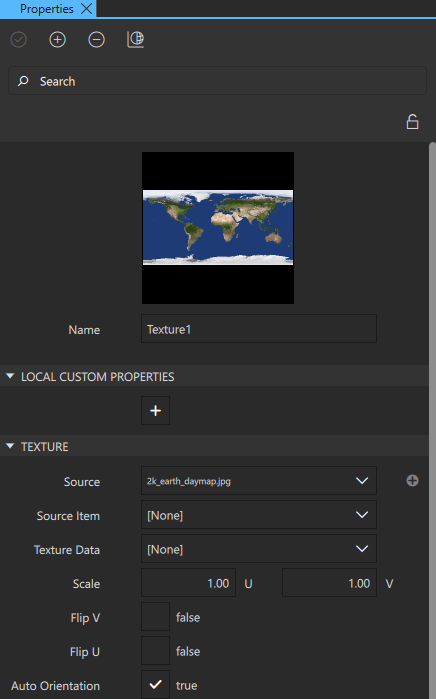 Properties
Search
Name Texture1
LOCAL CUSTOM PROPERTIES
TEXTURE
Source 2k_earth_daymap.jpg
Source Item [None]
Texture Data [None]
Scale 1.00 U 1.00 V
Flip V false
Flip U false
Auto Orientation true